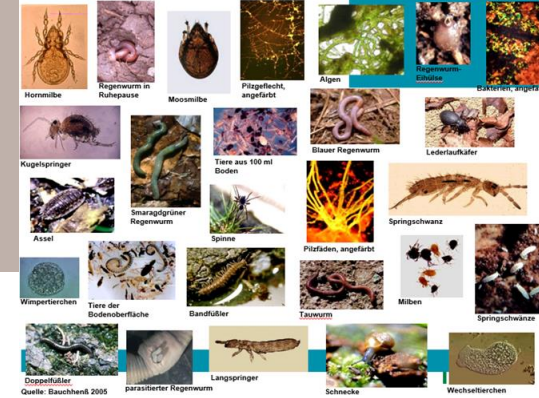 Hornmilbe
Regenwurm in
Ruhepause
Moosmilbe
Pilzgeflecht,
angefärbt
Algen
Regenwurm-
Eihülse
Bakterien, angefä
Kugelspringer
Smaragdgrüner
Regenwurm
Tiere aus 100 ml
Boden
Blauer Regenwurm
Lederlaufkäfer
Assel
Spinne
Pilzfäden, angefärbt
Springschwanz
Wimpertierchen
Tiere der
Bodenoberfläche
Bandfüßler
Tauwurm
Milben
Springschwänze
Doppelfüßler
Quelle: Bauchhenß 2005
parasitierter Regenwurm
Langspringer
Schnecke
Wechseltierchen